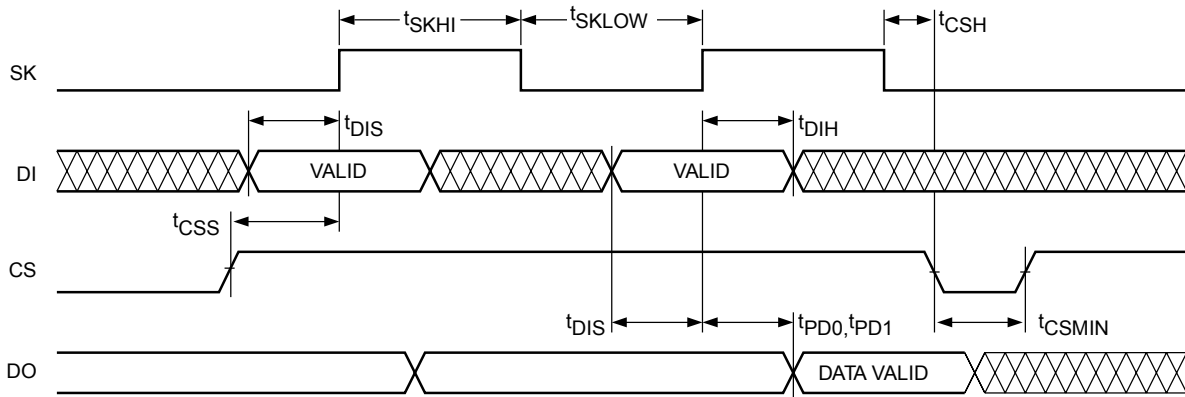 tSKHI
tSKLOW
tCSH
SK
tDIS
tDIH
DI
VALID
VALID
tCSS
CS
tDIS
tPD0,tPD1
tCSMIN
DO
DATA VALID